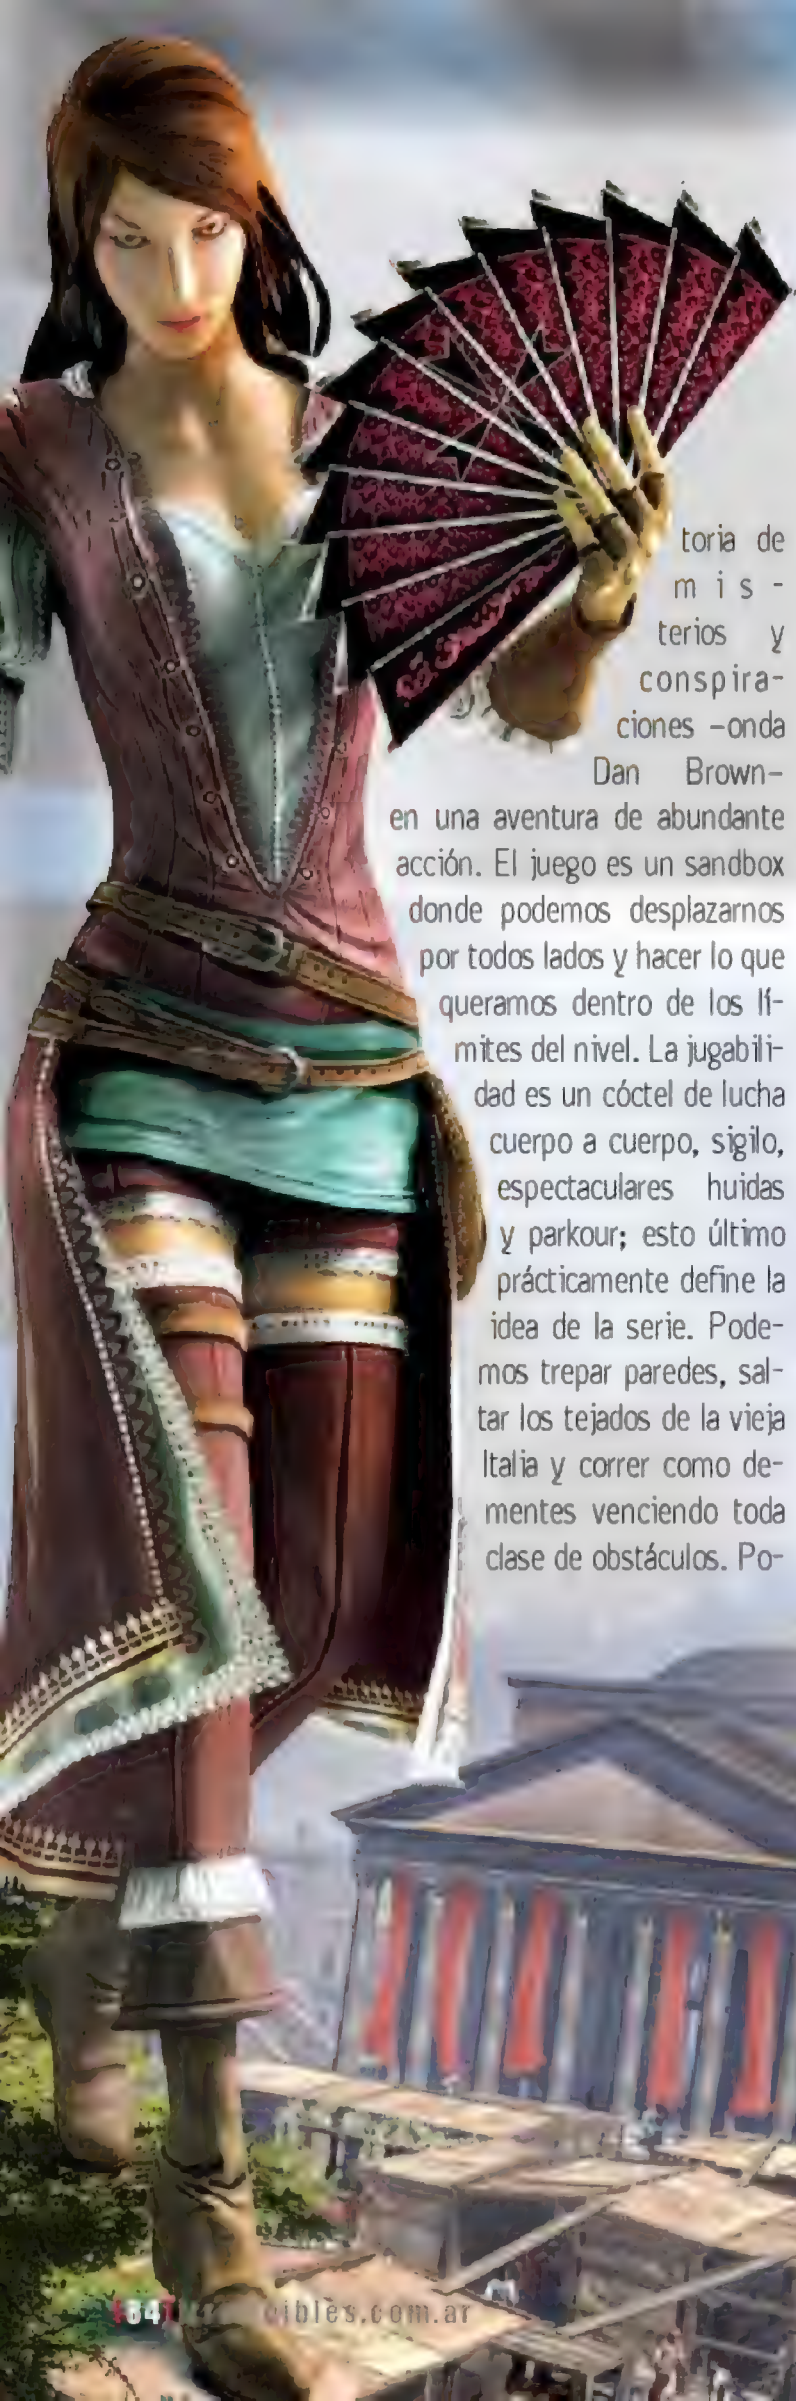 toria de
mis-
terios y
conspira-
ciones –onda
Dan Brown–
en una aventura de abundante
acción. El juego es un sandbox
donde podemos desplazarnos
por todos lados y hacer lo que
queramos dentro de los lí-
mites del nivel. La jugabili-
dad es un cóctel de lucha
cuerpo a cuerpo, sigilo,
espectaculares huidas
y parkour; esto último
prácticamente define la
idea de la serie. Pode-
mos trepar paredes, sal-
tar los tejados de la vieja
Italia y correr como de-
mentes venciendo toda
clase de obstáculos. Po-
[84]